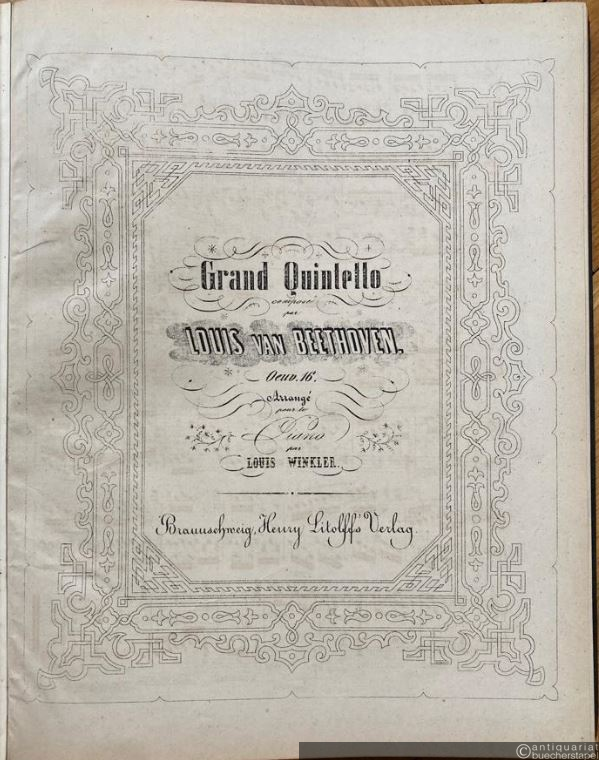 Grand Quintetto
composé
par
LOUIS VAN BEETHOVEN,
Oeuv. 16.
Arrangé
pour le
Piano
par
LOUIS WINKLER.
Braunschweig, Henry Litolff's Verlag.
©antiquariat
buecherstapel